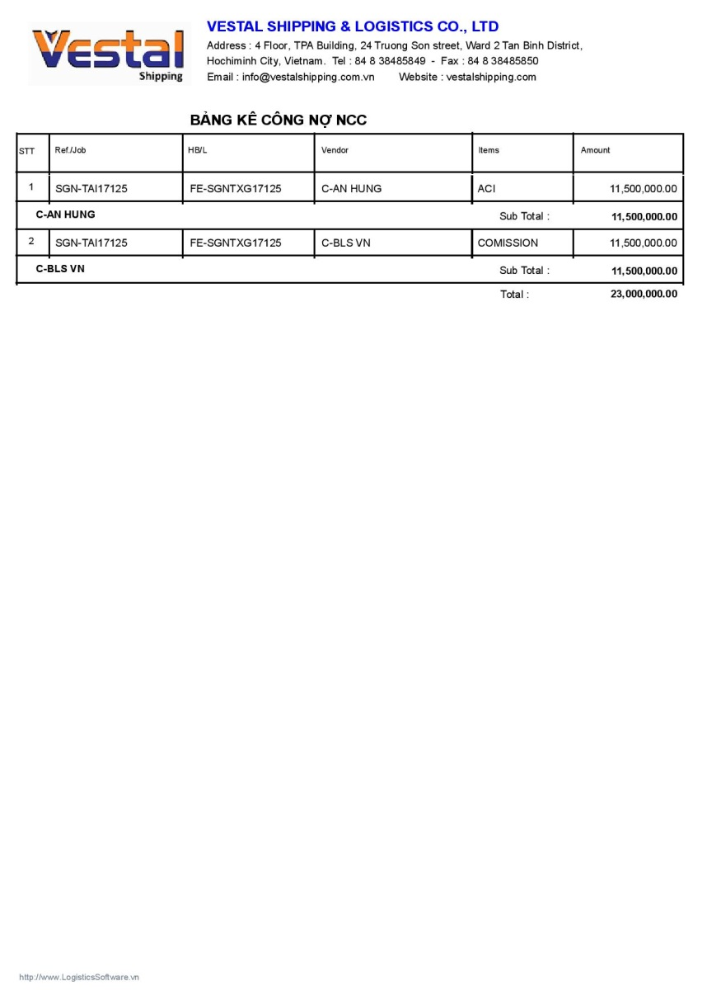 Vestal
Shipping
VESTAL SHIPPING & LOGISTICS CO., LTD
Address : 4 Floor, TPA Building, 24 Truong Son street, Ward 2 Tan Binh District,
Hochiminh City, Vietnam. Tel : 84 8 38485849 - Fax : 84 8 38485850
Email : info@vestalshipping.com.vn Website : vestalshipping.com
BẢNG KÊ CÔNG NỢ NCC
STT Ref./Job HB/L Vendor Items Amount
1 SGN-TAI17125 FE-SGNTXG17125 C-AN HUNG ACI 11,500,000.00
C-AN HUNG Sub Total : 11,500,000.00
2 SGN-TAI17125 FE-SGNTXG17125 C-BLS VN COMISSION 11,500,000.00
C-BLS VN Sub Total : 11,500,000.00
Total : 23,000,000.00
http://www.LogisticsSoftware.vn